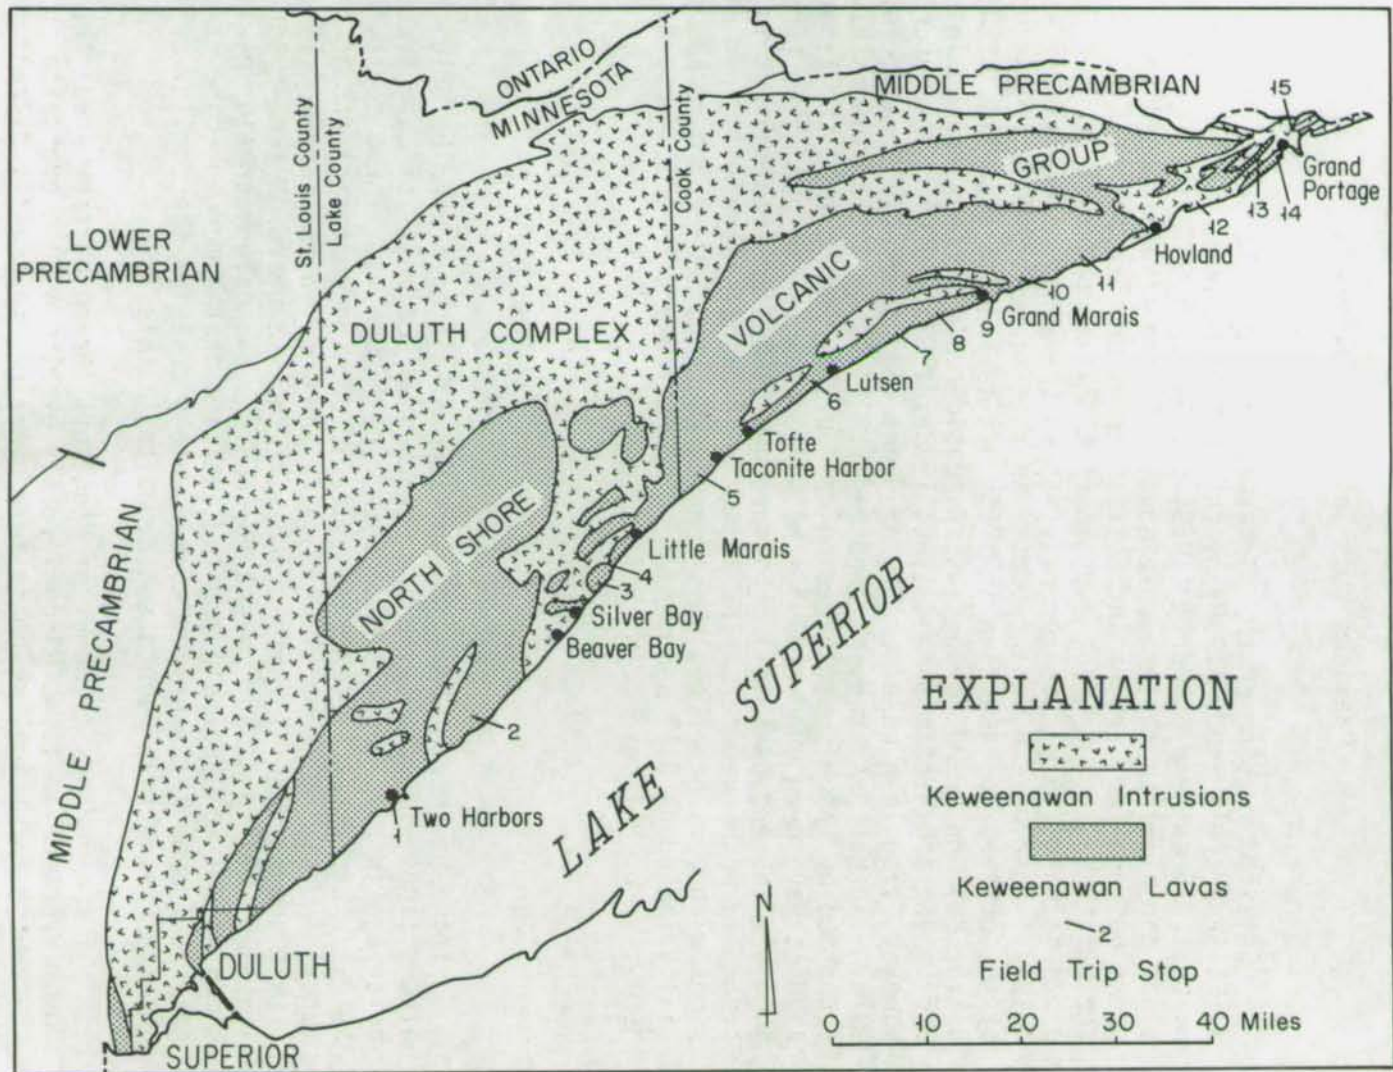 ONTARIO
MINNESOTA
MIDDLE PRECAMBRIAN
St. Louis County
Lake County
Cook County
15
GROUP
Grand
Portage
LOWER
PRECAMBRIAN
12
13
14
Hovland
VOLCANIC
11
10
Grand Marais
9
DULUTH COMPLEX
8
7
Lutsen
6
Tofte
Taconite Harbor
5
NORTH SHORE
Little Marais
4
3
Silver Bay
Beaver Bay
MIDDLE PRECAMBRIAN
2
Two Harbors
1
LAKE SUPERIOR
DULUTH
SUPERIOR
EXPLANATION
Keweenawan Intrusions
Keweenawan Lavas
2
Field Trip Stop
N
0 10 20 30 40 Miles